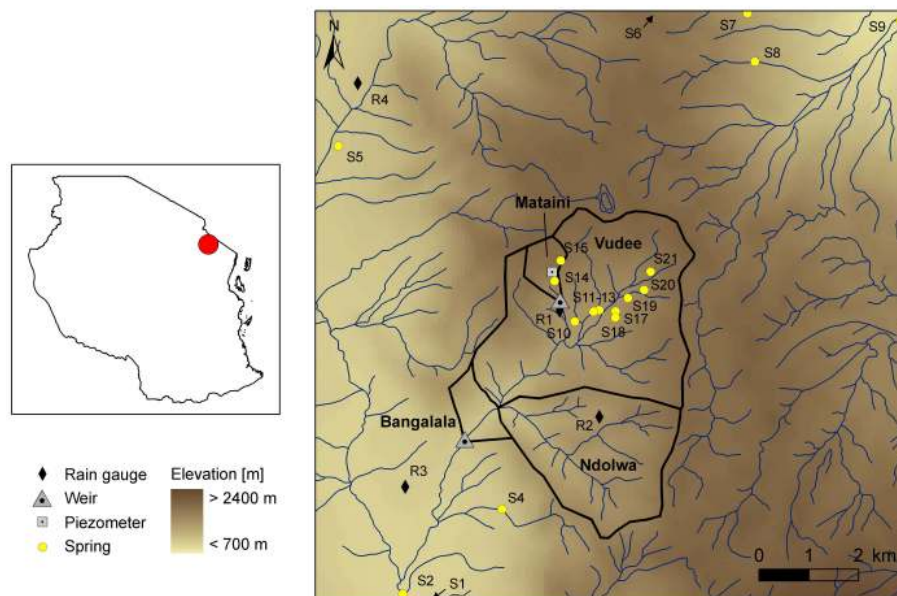 N
S6
S7
S9
S8
R4
S5
Mataini
Vudee
S15
S21
S14
S20
S11-13
S19
R1
S17
S10
S18
Bangalala
R2
R3
Ndolwa
S4
S2
S1
0 1 2 km
Rain gauge
Weir
Piezometer
Spring
Elevation [m]
> 2400 m
< 700 m